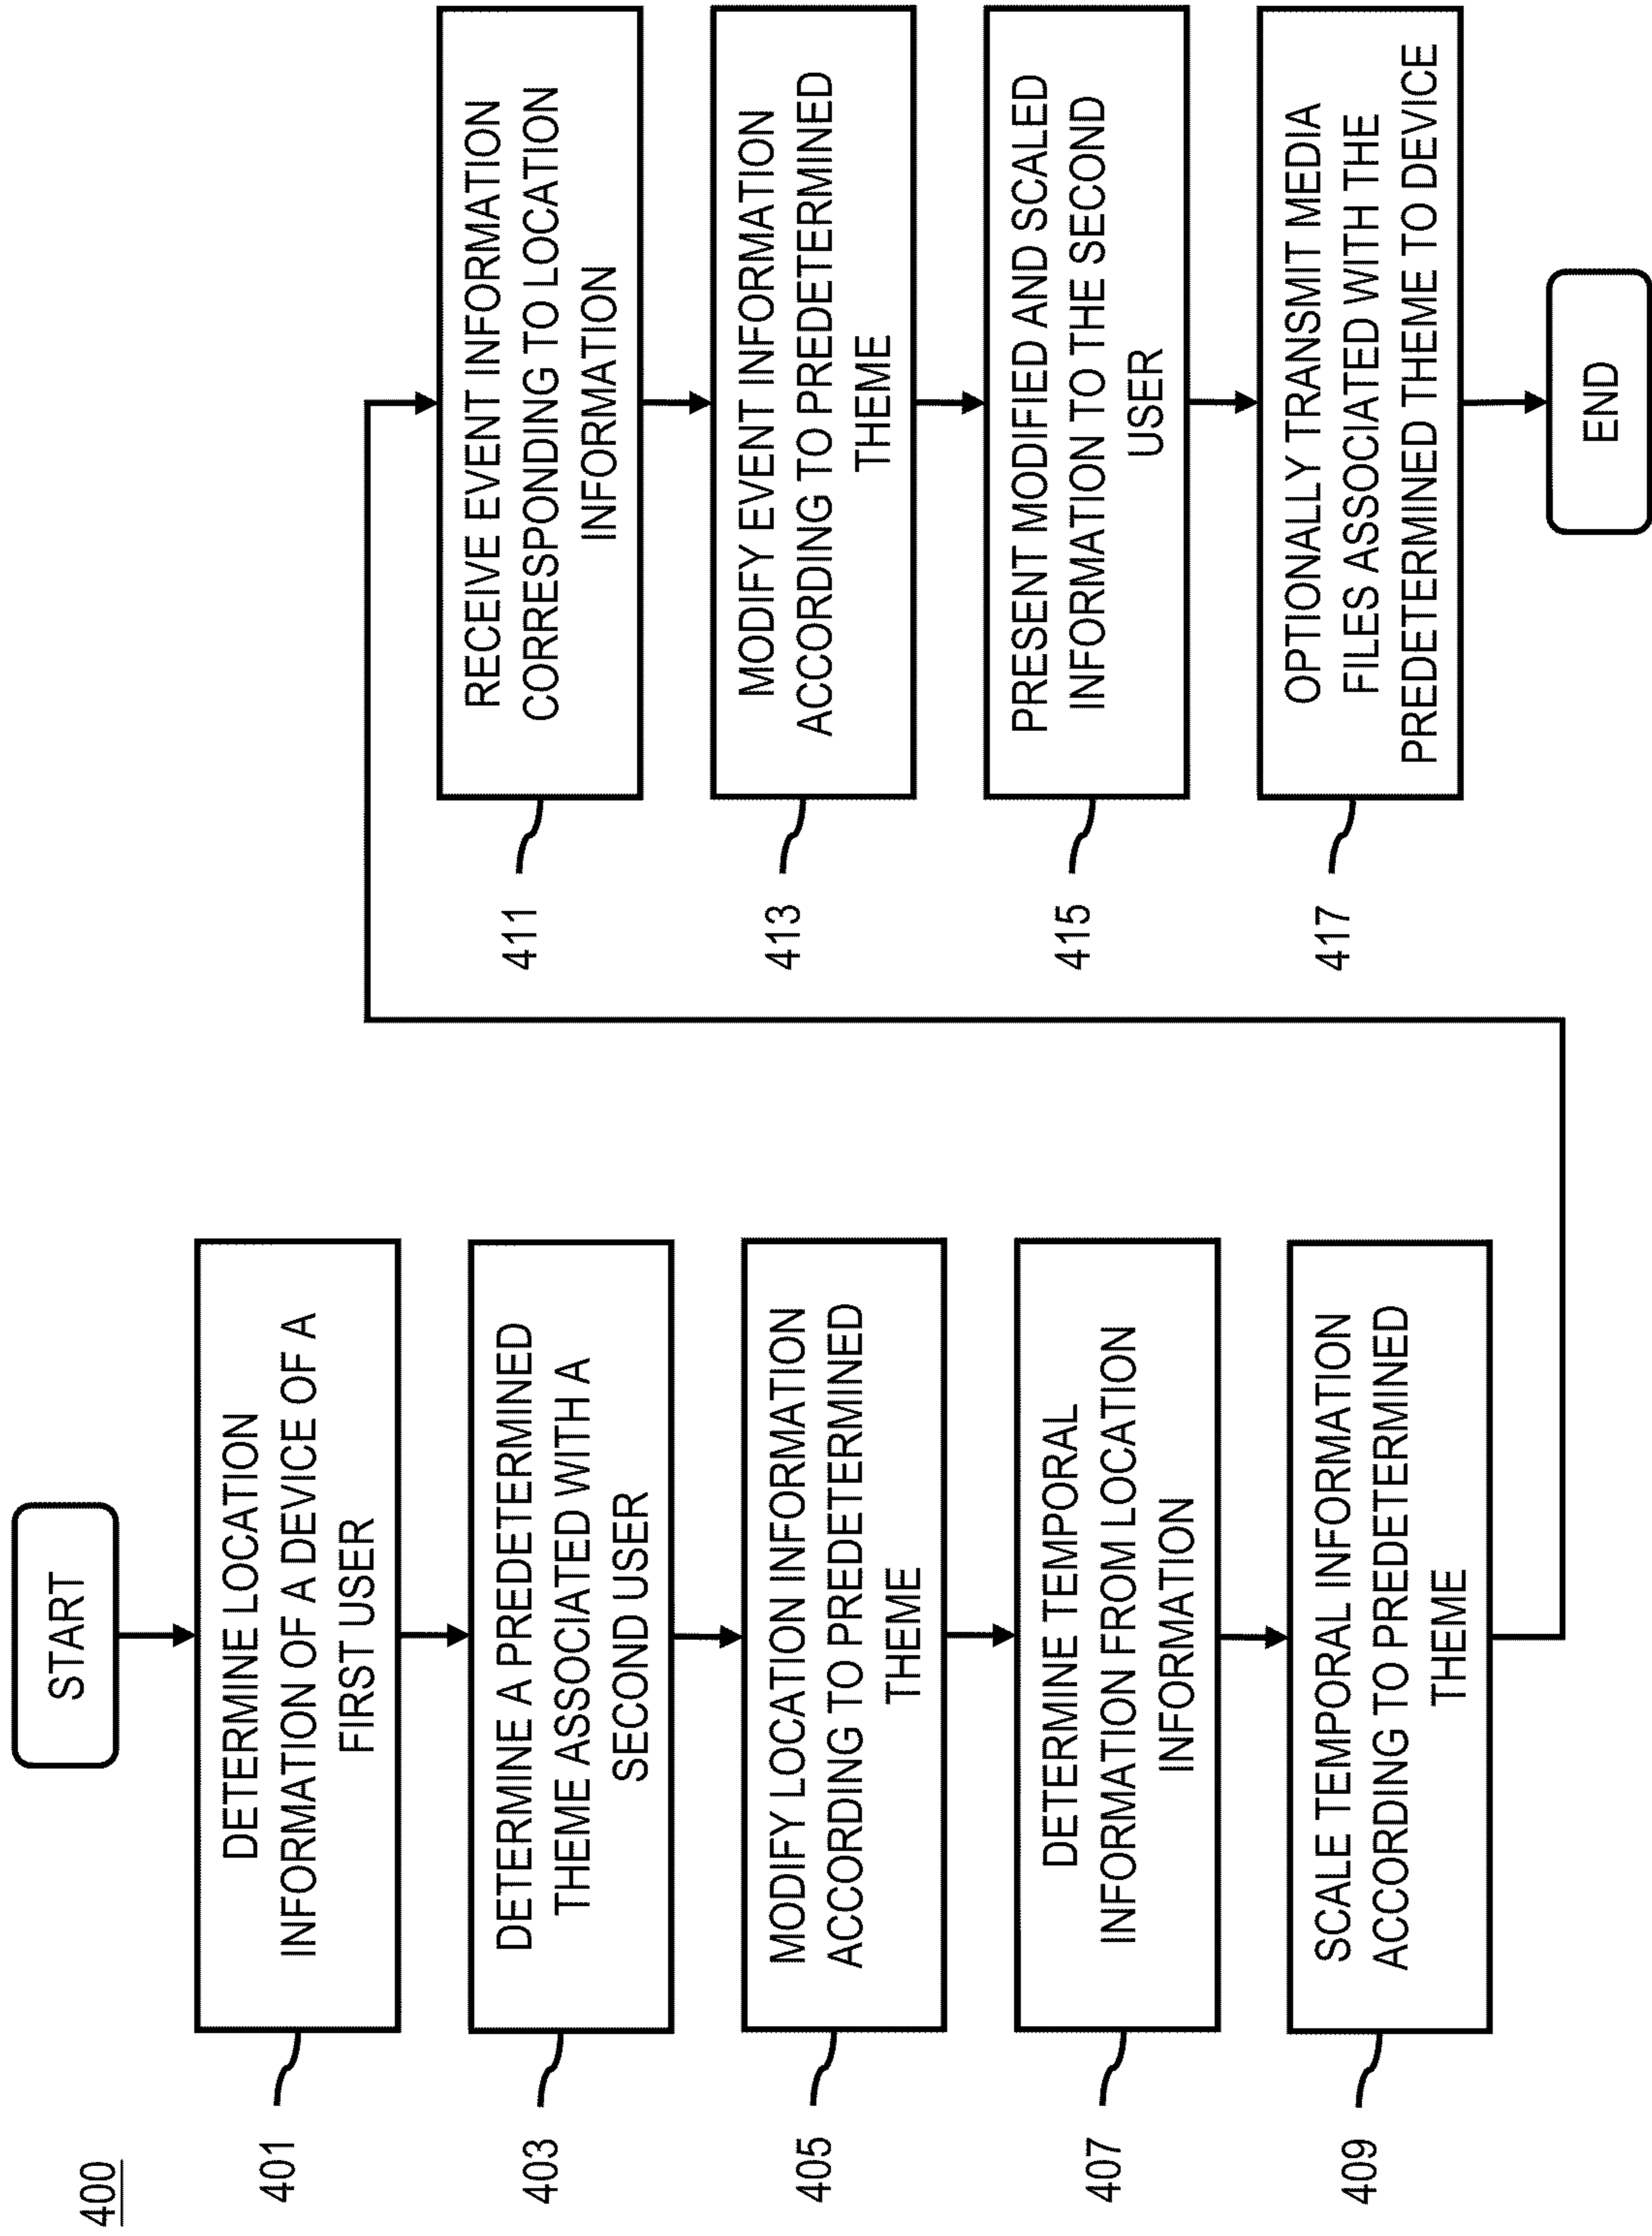 400
START
401
DETERMINE LOCATION
INFORMATION OF A DEVICE OF A
FIRST USER
403
DETERMINE A PREDETERMINED
THEME ASSOCIATED WITH A
SECOND USER
405
MODIFY LOCATION INFORMATION
ACCORDING TO PREDETERMINED
THEME
407
DETERMINE TEMPORAL
INFORMATION FROM LOCATION
INFORMATION
409
SCALE TEMPORAL INFORMATION
ACCORDING TO PREDETERMINED
THEME
411
RECEIVE EVENT INFORMATION
CORRESPONDING TO LOCATION
INFORMATION
413
MODIFY EVENT INFORMATION
ACCORDING TO PREDETERMINED
THEME
415
PRESENT MODIFIED AND SCALED
INFORMATION TO THE SECOND
USER
417
OPTIONALLY TRANSMIT MEDIA
FILES ASSOCIATED WITH THE
PREDETERMINED THEME TO DEVICE
END